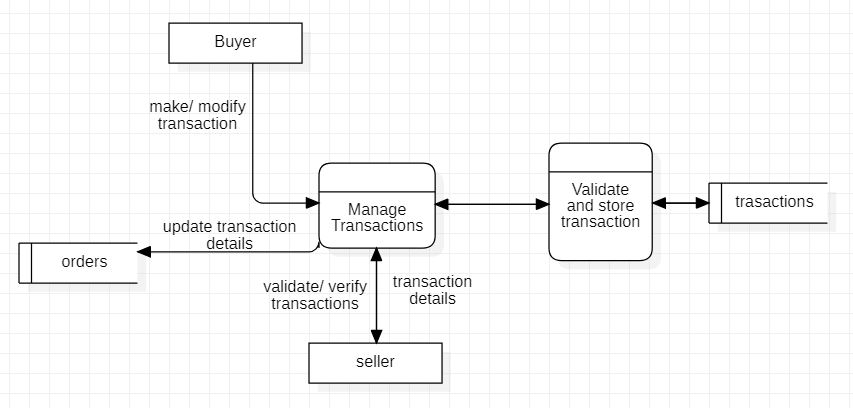 Buyer
make/ modify
transaction
Manage
Transactions
Validate
and store
transaction
trasactions
update transaction
details
orders
validate/ verify
transactions
transaction
details
seller